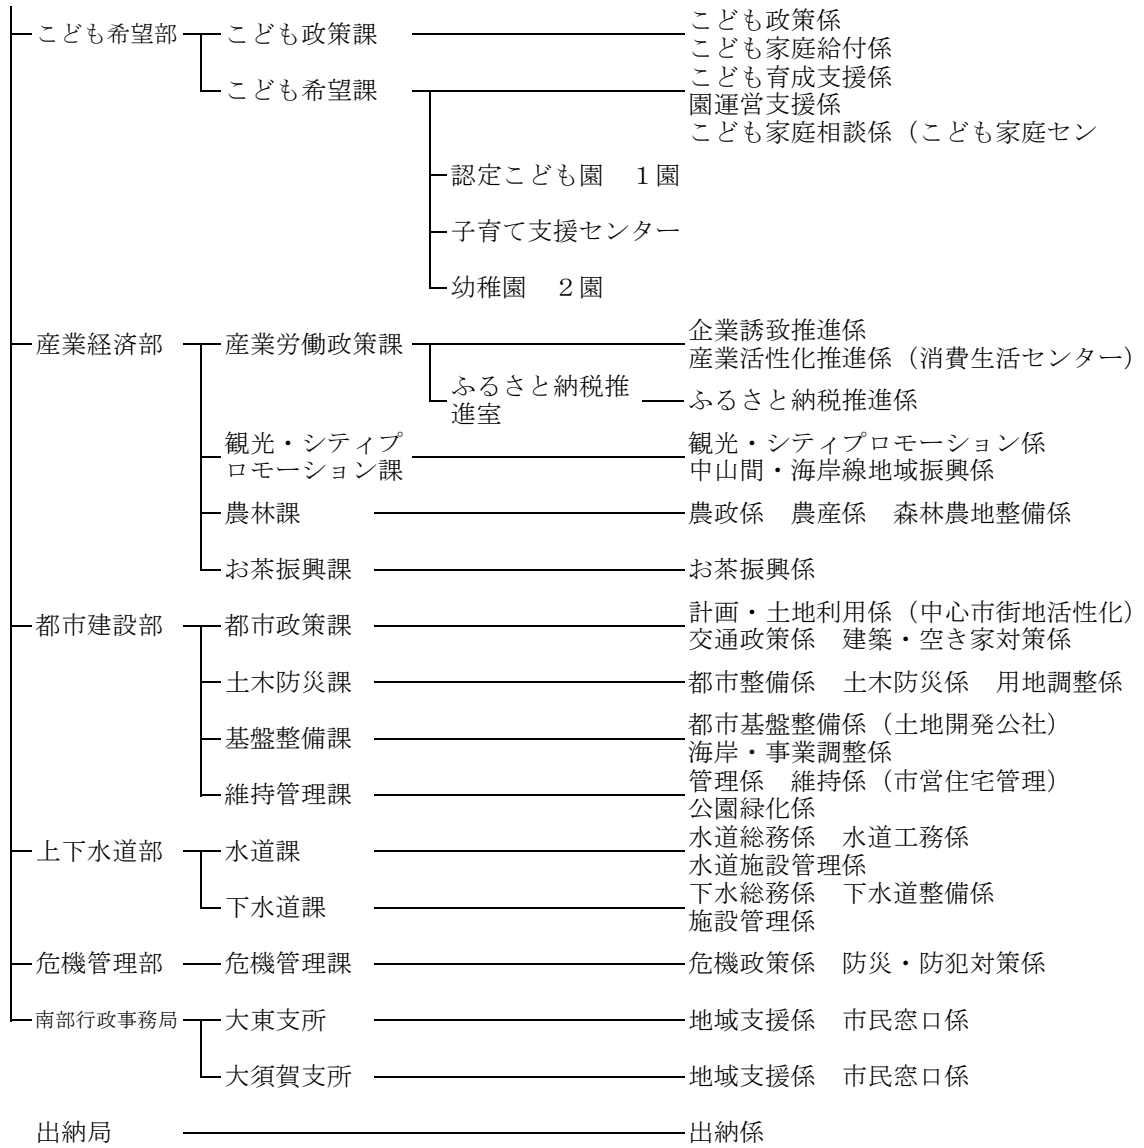 こども希望部 こども政策課 こども政策係
こども家庭給付係
こども希望課 こども育成支援係
園運営支援係
こども家庭相談係（こども家庭セン
認定こども園　１園
子育て支援センター
幼稚園　２園
産業経済部 産業労働政策課 企業誘致推進係
産業活性化推進係（消費生活センター）
ふるさと納税推
進室 ふるさと納税推進係
観光・シティプ 観光・シティプロモーション係
ロモーション課 中山間・海岸線地域振興係
農林課 農政係　農産係　森林農地整備係
お茶振興課 お茶振興係
都市建設部 都市政策課 計画・土地利用係（中心市街地活性化）
交通政策係　建築・空き家対策係
土木防災課 都市整備係　土木防災係　用地調整係
基盤整備課 都市基盤整備係（土地開発公社）
海岸・事業調整係
維持管理課 管理係　維持係（市営住宅管理）
公園緑化係
上下水道部 水道課 水道総務係　水道工務係
水道施設管理係
下水道課 下水総務係　下水道整備係
施設管理係
危機管理部 危機管理課 危機政策係　防災・防犯対策係
南部行政事務局 大東支所 地域支援係　市民窓口係
大須賀支所 地域支援係　市民窓口係
出納局 出納係